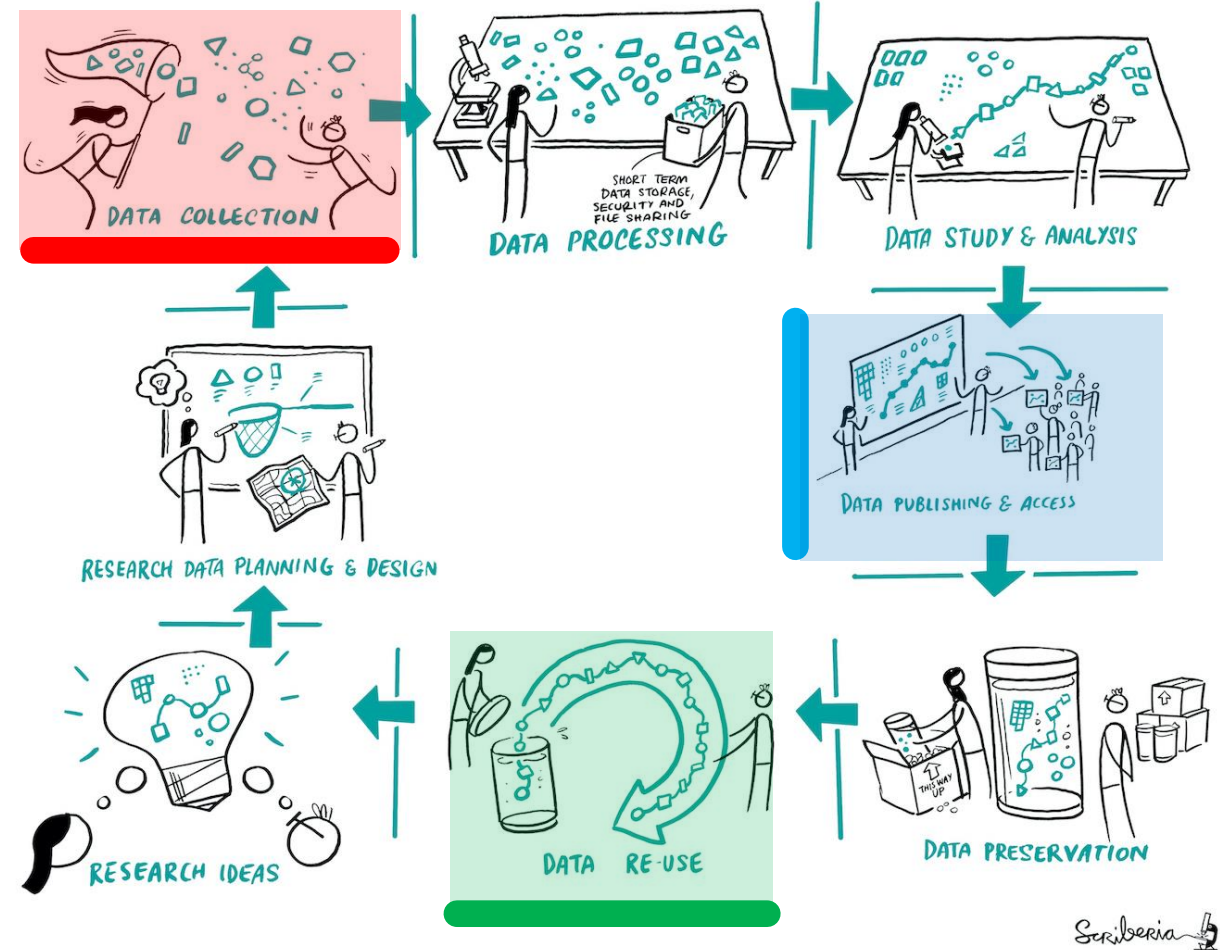 DATA COLLECTION
SHORT TERM
DATA STORAGE,
SECURITY AND
FILE SHARING
DATA PROCESSING
DATA STUDY & ANALYSIS
DATA PUBLISHING & ACCESS
THIS WAY
UP
DATA PRESERVATION
DATA RE-USE
RESEARCH IDEAS
RESEARCH DATA PLANNING & DESIGN
Scriberia